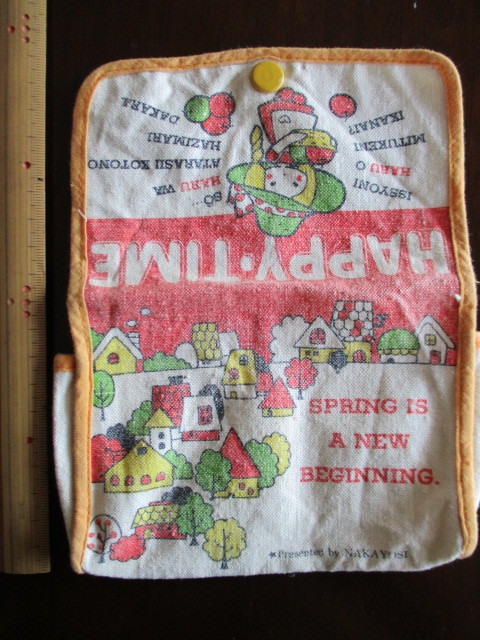 HAPPY·TIME
ISSYONI
HARU O
MITUKENI
IKANAI?
SŌ...
HARU WA
ATARASII KOTONO
HAZIMARI
DAKARA.
SPRING IS
A NEW
BEGINNING.
★Presented by NAKAYOSI